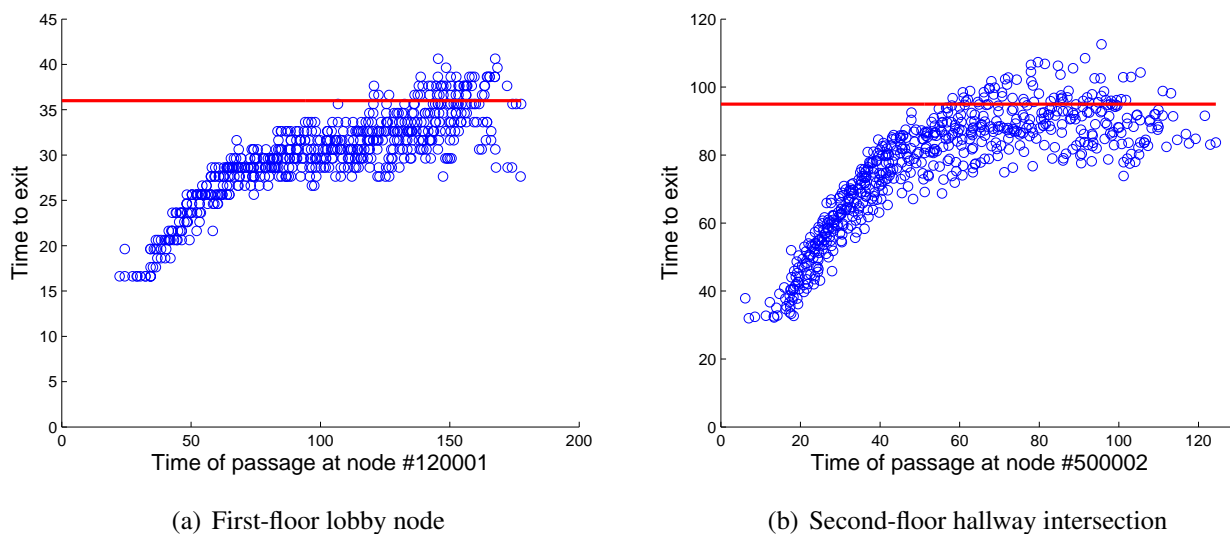 45
40
35
30
25
20
15
10
5
0
0 50 100 150 200
Time to exit
Time of passage at node #120001
(a) First-floor lobby node
120
100
80
60
40
20
0
0 20 40 60 80 100 120
Time to exit
Time of passage at node #500002
(b) Second-floor hallway intersection